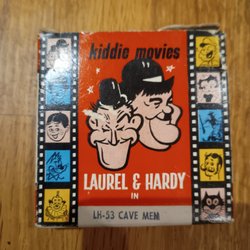 kiddie movies
LAUREL & HARDY
IN
LH-53 CAVE MEN